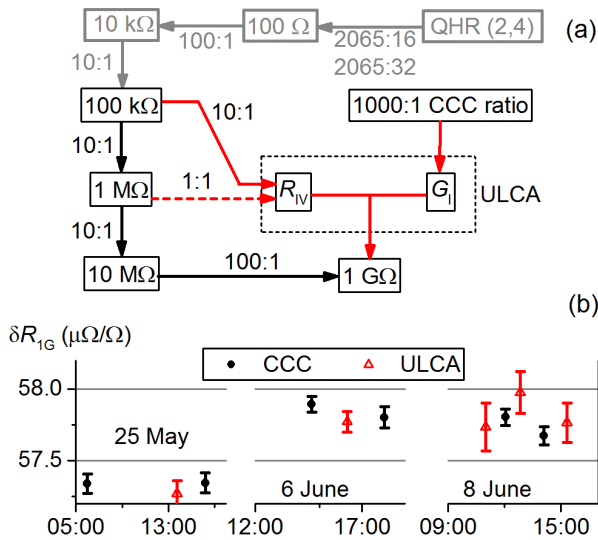 10 kΩ
100:1
100 Ω
2065:16
2065:32
QHR (2,4)
(a)
10:1
100 kΩ
10:1
1000:1 CCC ratio
10:1
1 MΩ
1:1
R_IV
G_I
ULCA
10:1
10 MΩ
100:1
1 GΩ
(b)
δR_1G (μΩ/Ω)
CCC
ULCA
58.0
57.5
25 May
6 June
8 June
05:00
13:00
12:00
17:00
09:00
15:00